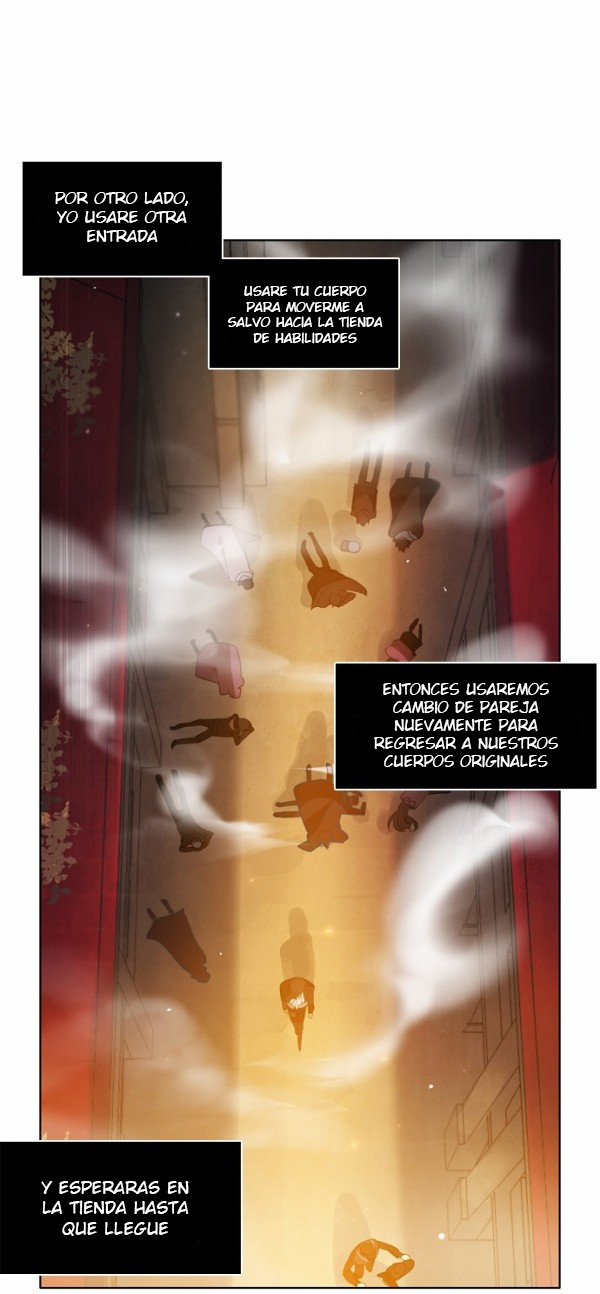 POR OTRO LADO,
YO USARE OTRA
ENTRADA
USARE TU CUERPO
PARA MOVERME A
SALVO HACIA LA TIENDA
DE HABILIDADES
ENTONCES USAREMOS
CAMBIO DE PAREJA
NUEVAMENTE PARA
REGRESAR A NUESTROS
CUERPOS ORIGINALES
Y ESPERARAS EN
LA TIENDA HASTA
QUE LLEGUE